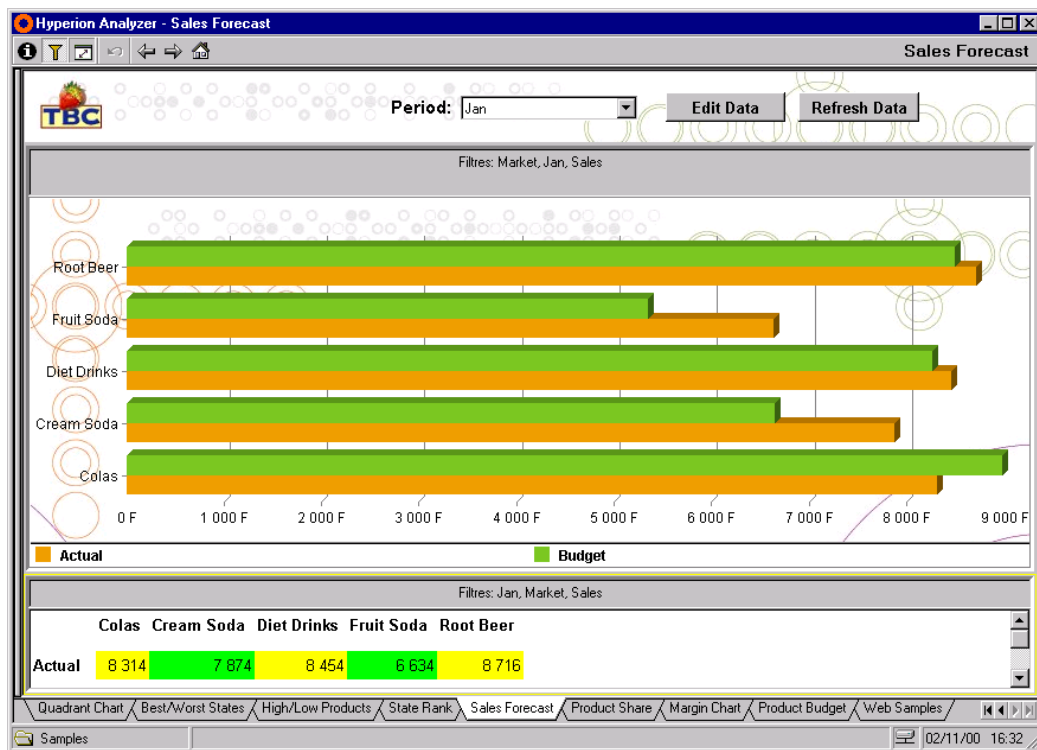 Hyperion Analyzer - Sales Forecast
Sales Forecast
TBC
Period: Jan Edit Data Refresh Data
Filtres: Market, Jan, Sales
Root Beer
Fruit Soda
Diet Drinks
Cream Soda
Colas
0 F 1 000 F 2 000 F 3 000 F 4 000 F 5 000 F 6 000 F 7 000 F 8 000 F 9 000 F
Actual Budget
Filtres: Jan, Market, Sales
Colas Cream Soda Diet Drinks Fruit Soda Root Beer
Actual 8 314 7 874 8 454 6 634 8 716
Quadrant Chart Best/Worst States High/Low Products State Rank Sales Forecast Product Share Margin Chart Product Budget Web Samples
Samples 02/11/00 16:32